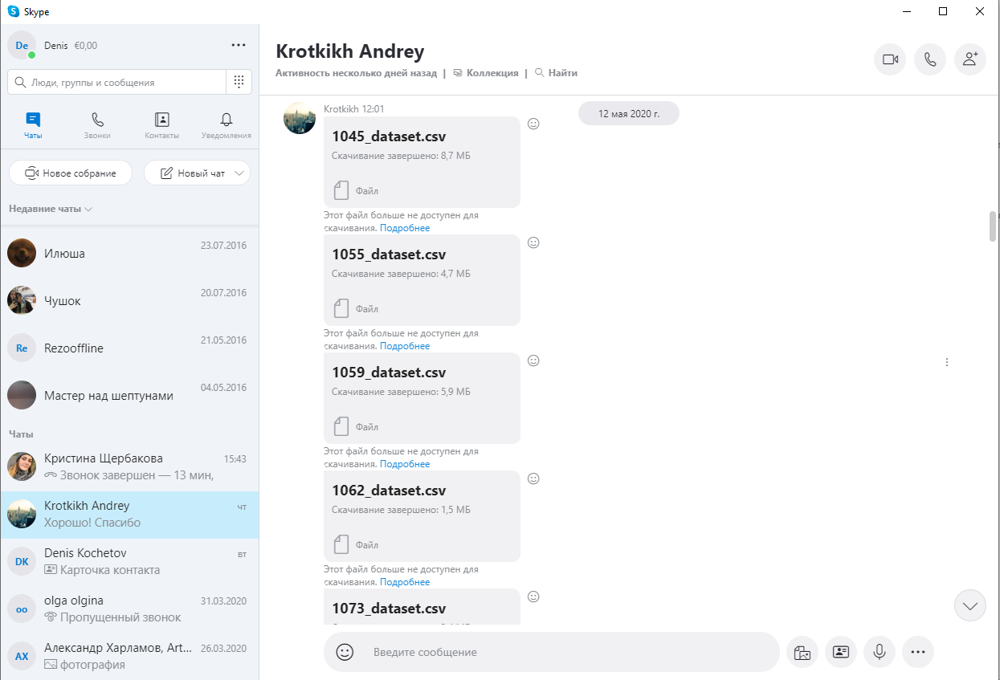 Skype
De
Denis €0,00
Люди, группы и сообщения
Чаты
Звонки
Контакты
Уведомления
Новое собрание
Новый чат
Недавние чаты
Илюша
23.07.2016
Чушок
20.07.2016
Re
Rezooffline
21.05.2016
Мастер над шептунами
04.05.2016
Чаты
Кристина Щербакова
15:43
Звонок завершен — 13 мин,
Krotkikh Andrey
чт
Хорошо! Спасибо
DK
Denis Kochetov
вт
Карточка контакта
oo
olga olgina
31.03.2020
Пропущенный звонок
АХ
Александр Харламов, Art...
26.03.2020
фотография
Krotkikh Andrey
Активность несколько дней назад | Коллекция | Найти
12 мая 2020 г.
Krotkikh 12:01
1045_dataset.csv
Скачивание завершено: 8,7 МБ
Файл
Этот файл больше не доступен для
скачивания. Подробнее
1055_dataset.csv
Скачивание завершено: 4,7 МБ
Файл
Этот файл больше не доступен для
скачивания. Подробнее
1059_dataset.csv
Скачивание завершено: 5,9 МБ
Файл
Этот файл больше не доступен для
скачивания. Подробнее
1062_dataset.csv
Скачивание завершено: 1,5 МБ
Файл
Этот файл больше не доступен для
скачивания. Подробнее
1073_dataset.csv
Введите сообщение